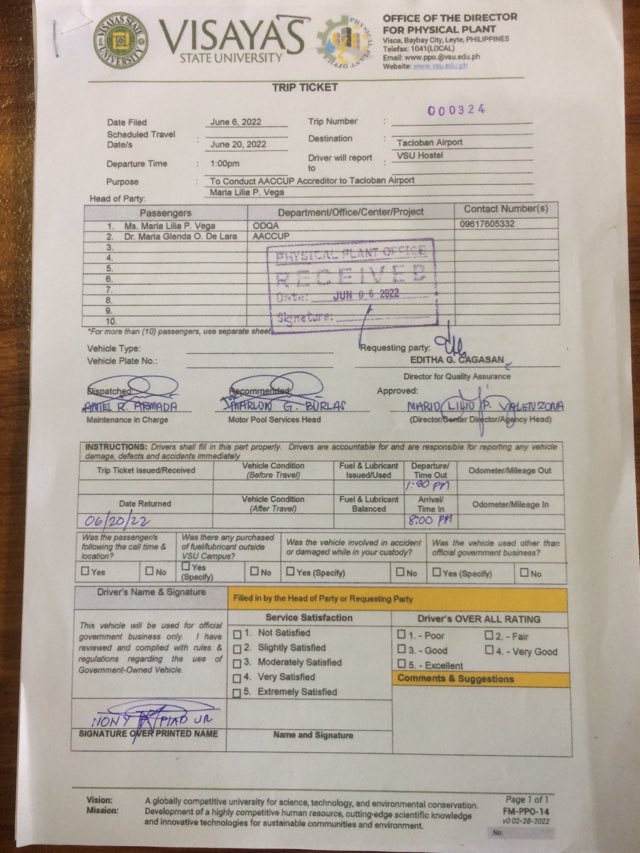 VISAYAS
STATE UNIVERSITY
OFFICE OF THE DIRECTOR
FOR PHYSICAL PLANT
Visca, Baybay City, Leyte, PHILIPPINES
Telefax: 1041(LOCAL)
Email: www.ppo.@vsu.edu.ph
Website: www.vsu.edu.ph
TRIP TICKET
000324
Date Filed : June 6, 2022 Trip Number :
Scheduled Travel Date/s : June 20, 2022 Destination : Tacloban Airport
Departure Time : 1:00pm Driver will report to : VSU Hostel
Purpose : To Conduct AACCUP Accreditor to Tacloban Airport
Head of Party: Maria Lilia P. Vega
Passengers Department/Office/Center/Project Contact Number(s)
1. Ms. Maria Lilia P. Vega ODQA 09617605332
2. Dr. Maria Glenda O. De Lara AACCUP
3.
4.
5.
6.
7.
8.
9.
10.
PHYSICAL PLANT OFFICE
RECEIVED
Date: JUN 06 2022
Signature:
*For more than (10) passengers, use separate sheet
Vehicle Type: Requesting party:
Vehicle Plate No.: EDITHA G. CAGASAN
Director for Quality Assurance
Dispatched: Recommended: Approved:
ANIEL R. ARMADA MARLON G. BURLAS MARIO LILIO P. VALENZONA
Maintenance in Charge Motor Pool Services Head (Director/Senior Director/Agency Head)
INSTRUCTIONS: Drivers shall fill in this part properly. Drivers are accountable for and are responsible for reporting any vehicle
damage, defects and accidents immediately
Trip Ticket Issued/Received Vehicle Condition (Before Travel) Fuel & Lubricant Issued/Used Departure/ Time Out Odometer/Mileage Out
1:00 PM
Date Returned Vehicle Condition (After Travel) Fuel & Lubricant Balanced Arrival/ Time In Odometer/Mileage In
06/20/22 8:00 PM
Was the passenger/s following the call time & location? Was there any purchased of fuel/lubricant outside VSU Campus? Was the vehicle involved in accident or damaged while in your custody? Was the vehicle used other than official government business?
Yes No Yes (Specify) No Yes (Specify) No Yes (Specify) No
Driver's Name & Signature Filled in by the Head of Party or Requesting Party
This vehicle will be used for official
government business only. I have
reviewed and complied with rules &
regulations regarding the use of
Government-Owned Vehicle.
SIGNATURE OVER PRINTED NAME
Service Satisfaction
1. Not Satisfied
2. Slightly Satisfied
3. Moderately Satisfied
4. Very Satisfied
5. Extremely Satisfied
Name and Signature
Driver's OVER ALL RATING
1. - Poor 2. - Fair
3. - Good 4. - Very Good
5. - Excellent
Comments & Suggestions
Vision: A globally competitive university for science, technology, and environmental conservation.
Mission: Development of a highly competitive human resource, cutting-edge scientific knowledge
and innovative technologies for sustainable communities and environment.
Page 1 of 1
FM-PPO-14
v0 02-28-2022
No.